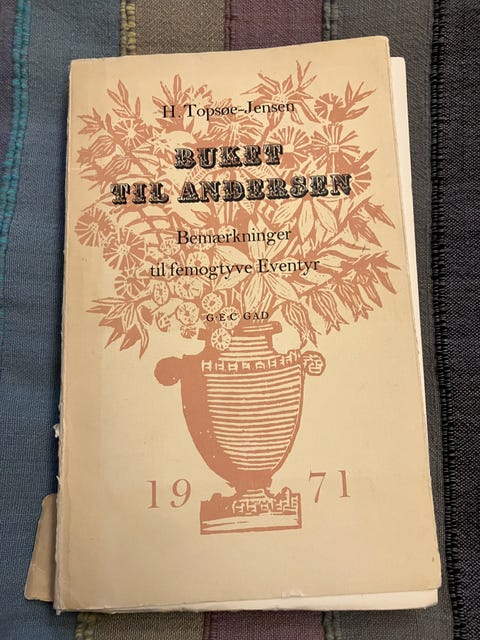 H. Topsøe-Jensen
BUKET
TIL ANDERSEN
Bemærkninger
til femogtyve Eventyr
G·E·C GAD
19 71